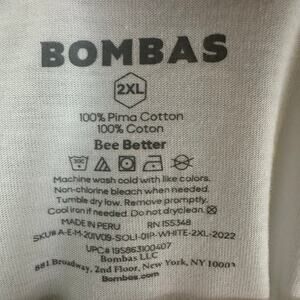 BOMBAS
2XL
100% Pima Cotton
100% Coton
Bee Better
Machine wash cold with like colors.
Non-chlorine bleach when needed.
Tumble dry low. Remove promptly.
Cool iron if needed. Do not dryclean.
MADE IN PERU RN 155348
SKU# A-E-M-201V09-SOLI-01P-WHITE-2XL-2022
UPC# 195863100407
Bombas LLC
881 Broadway, 2nd Floor, New York, NY 10003
Bombas.com